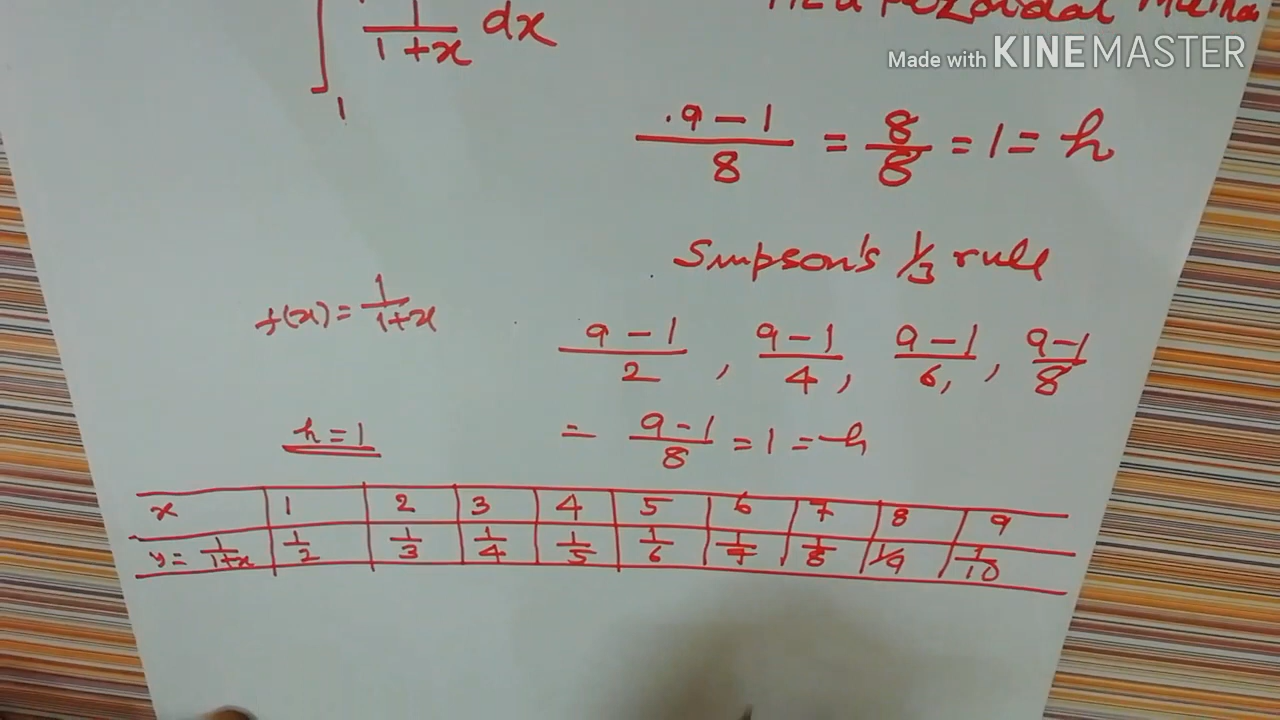 ∫ 1/(1+x) dx
1
Made with KINEMASTER
.9-1/8 = 8/8 = 1 = h
Simpson's 1/3 rule
f(x) = 1/(1+x)
9-1/2 , 9-1/4, 9-1/6, , 9-1/8
h = 1
= 9-1/8 = 1 = h
x 1 2 3 4 5 6 7 8 9
y = 1/(1+x) 1/2 1/3 1/4 1/5 1/6 1/7 1/8 1/9 1/10